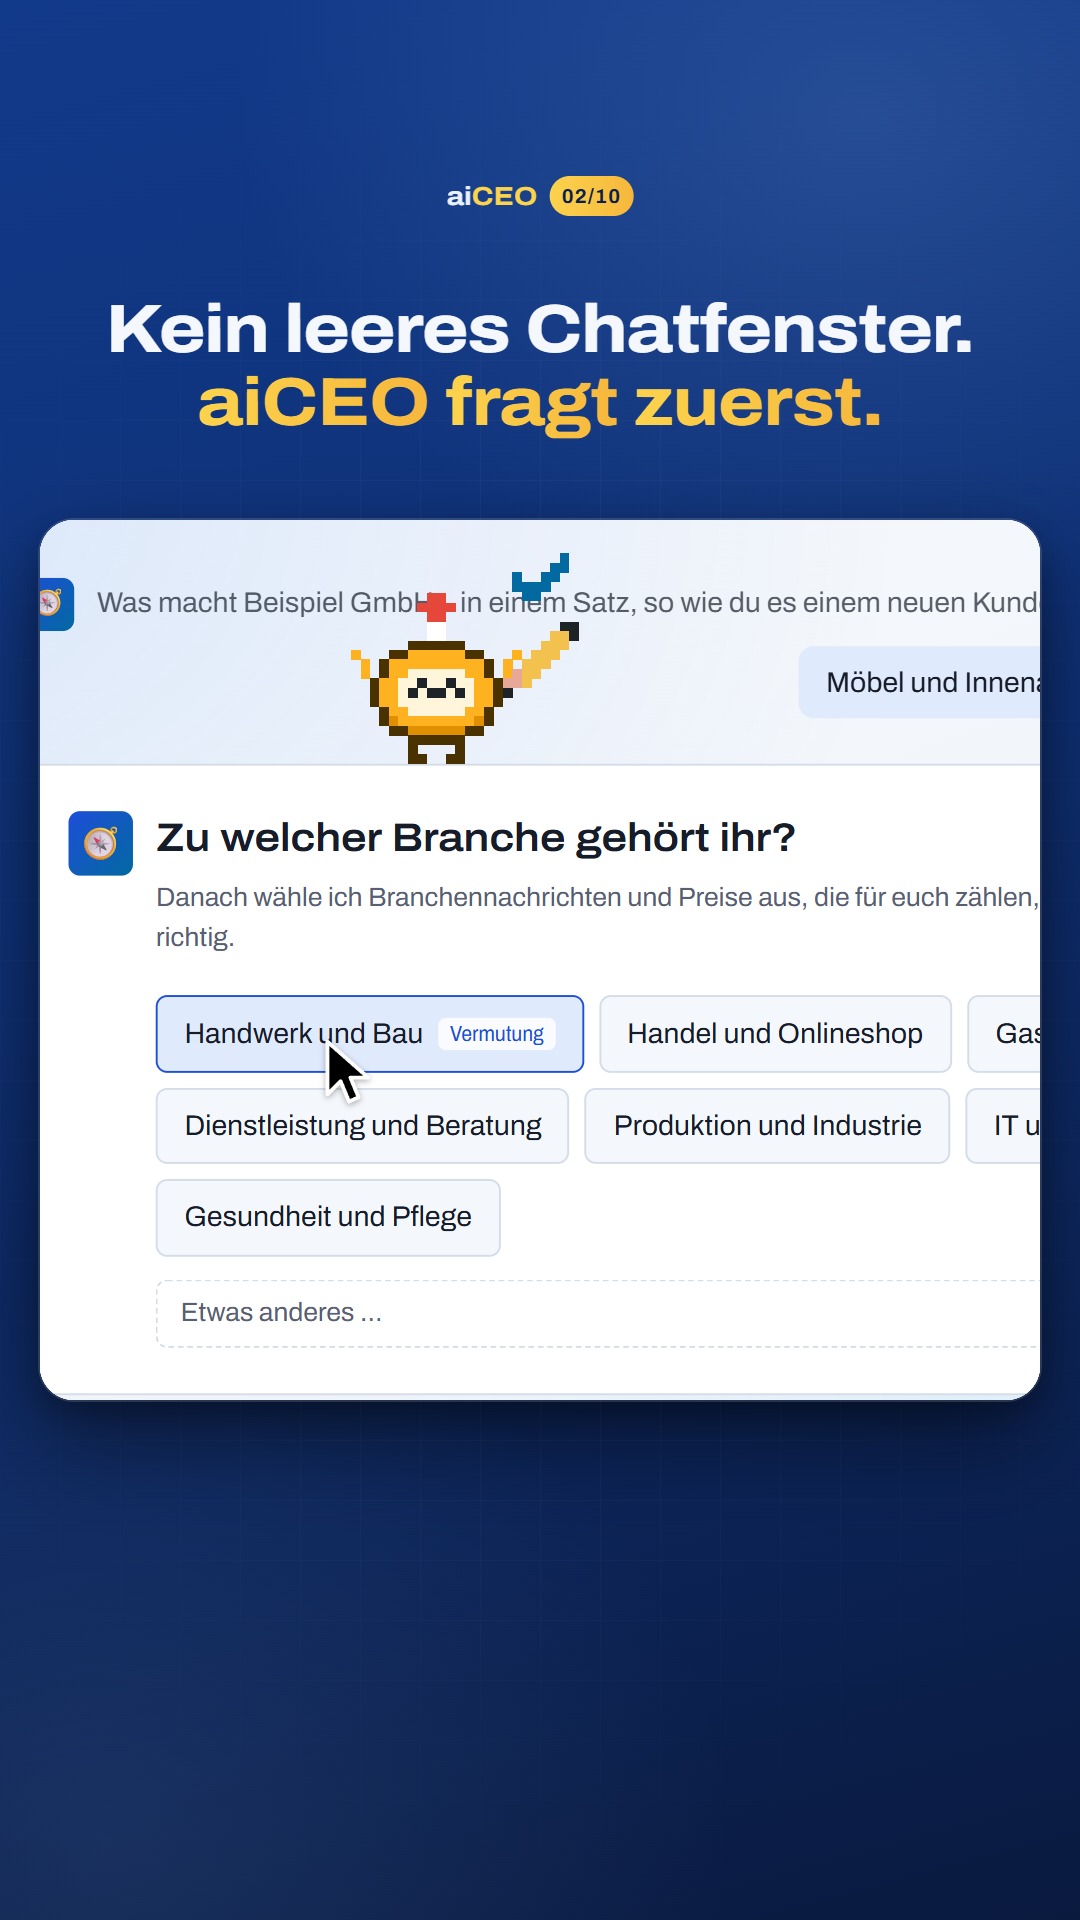 aiCEO 02/10
Kein leeres Chatfenster.
aiCEO fragt zuerst.
Was macht Beispiel in einem Satz, so wie du es einem neuen
Möbel und
Zu welcher Branche gehört ihr?
Danach wähle ich Branchennachrichten und Preise aus, die für euch zählen,
richtig.
Handwerk und Bau Vermutung
Handel und Onlineshop
Dienstleistung und Beratung
Produktion und Industrie
IT
Gesundheit und Pflege
Etwas anderes ...